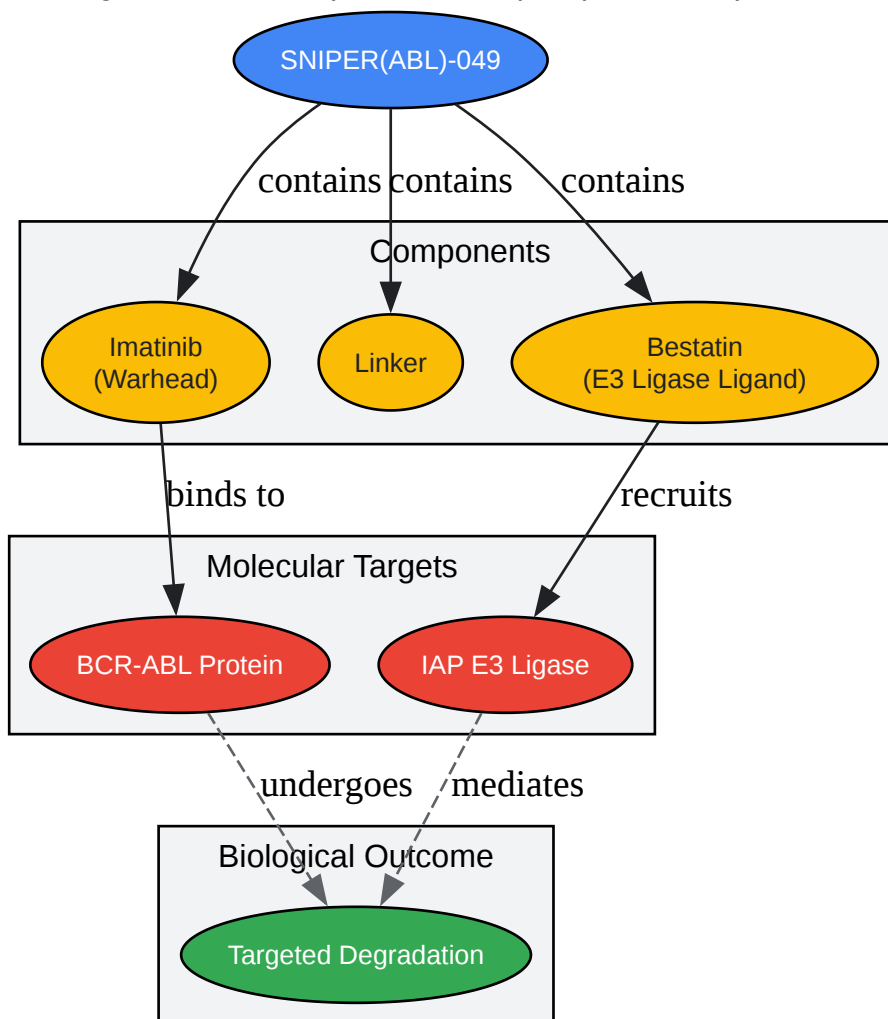 SNIPER(ABL)-049
contains contains contains
Components
Imatinib
(Warhead)
Linker
Bestatin
(E3 Ligase Ligand)
binds to recruits
Molecular Targets
BCR-ABL Protein
IAP E3 Ligase
undergoes mediates
Biological Outcome
Targeted Degradation